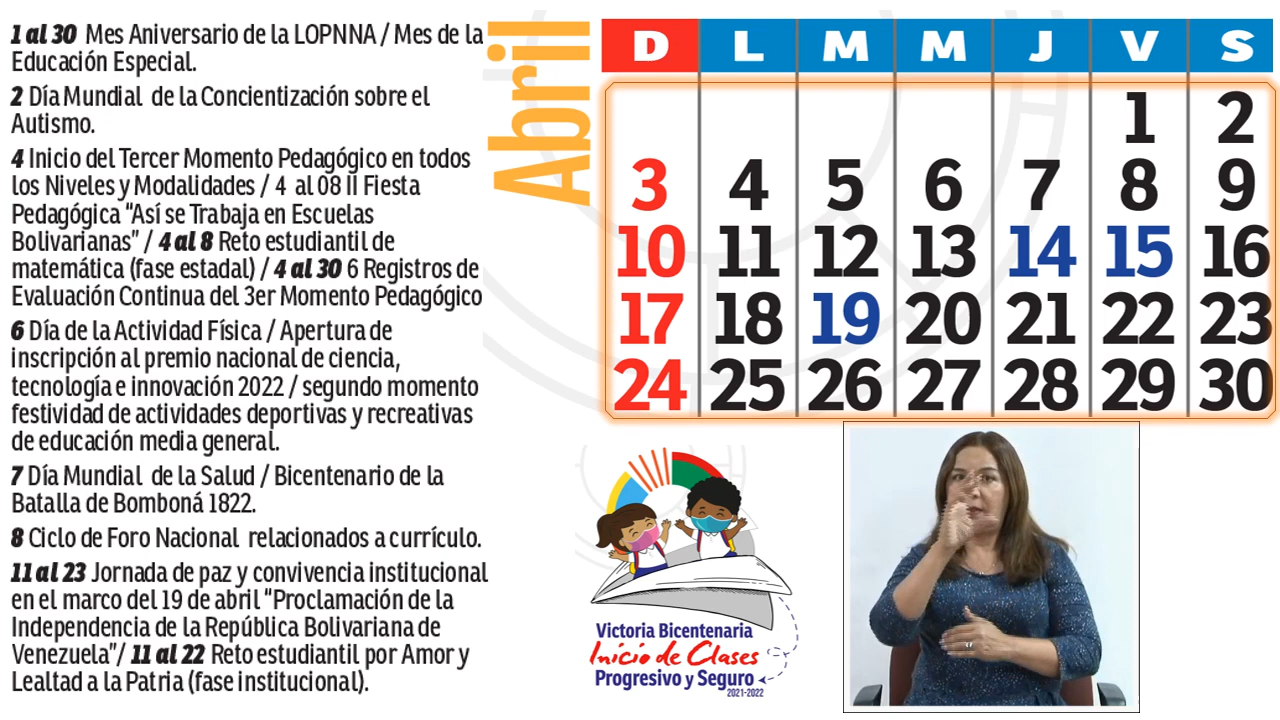 1 al 30 Mes Aniversario de la LOPNNA / Mes de la
Educación Especial.
2 Día Mundial de la Concientización sobre el
Autismo.
4 Inicio del Tercer Momento Pedagógico en todos
los Niveles y Modalidades / 4 al 08 II Fiesta
Pedagógica "Así se Trabaja en Escuelas
Bolivarianas" / 4 al 8 Reto estudiantil de
matemática (fase estadal) / 4 al 30 6 Registros de
Evaluación Continua del 3er Momento Pedagógico
6 Día de la Actividad Física / Apertura de
inscripción al premio nacional de ciencia,
tecnología e innovación 2022 / segundo momento
festividad de actividades deportivas y recreativas
de educación media general.
7 Día Mundial de la Salud / Bicentenario de la
Batalla de Bomboná 1822.
8 Ciclo de Foro Nacional relacionados a currículo.
11 al 23 Jornada de paz y convivencia institucional
en el marco del 19 de abril "Proclamación de la
Independencia de la República Bolivariana de
Venezuela"/ 11 al 22 Reto estudiantil por Amor y
Lealtad a la Patria (fase institucional).
Abril
D L M M J V S
1 2
3 4 5 6 7 8 9
10 11 12 13 14 15 16
17 18 19 20 21 22 23
24 25 26 27 28 29 30
Victoria Bicentenaria
Inicio de Clases
Progresivo y Seguro
2021-2022